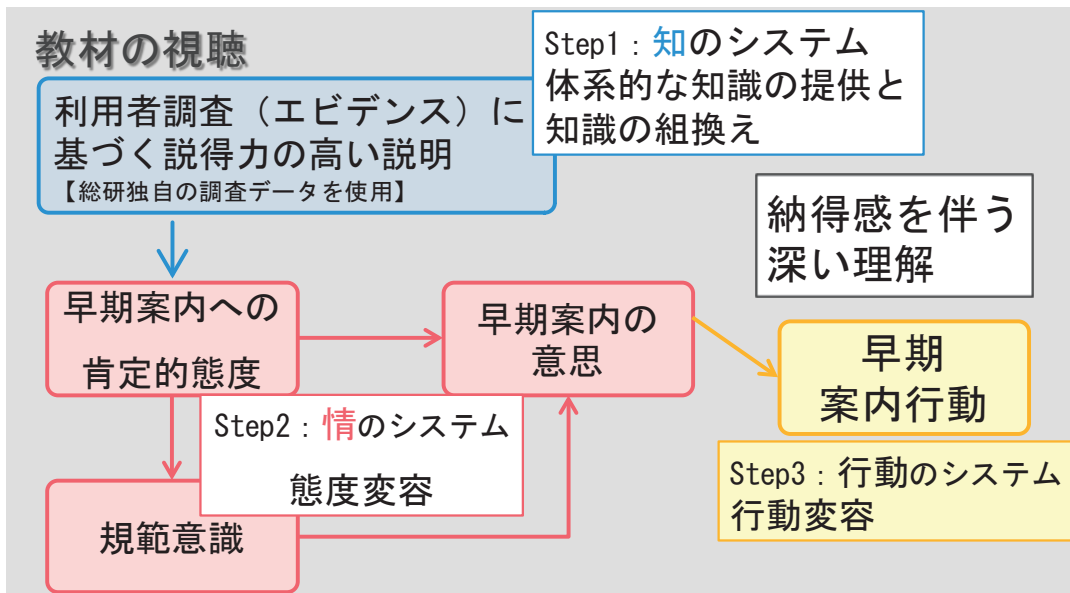 教材の視聴
利用者調査（エビデンス）に
基づく説得力の高い説明
【総研独自の調査データを使用】
Step1：知のシステム
体系的な知識の提供と
知識の組換え
納得感を伴う
深い理解
早期案内への
肯定的態度
早期案内の
意思
早期
案内行動
Step2：情のシステム
態度変容
規範意識
Step3：行動のシステム
行動変容